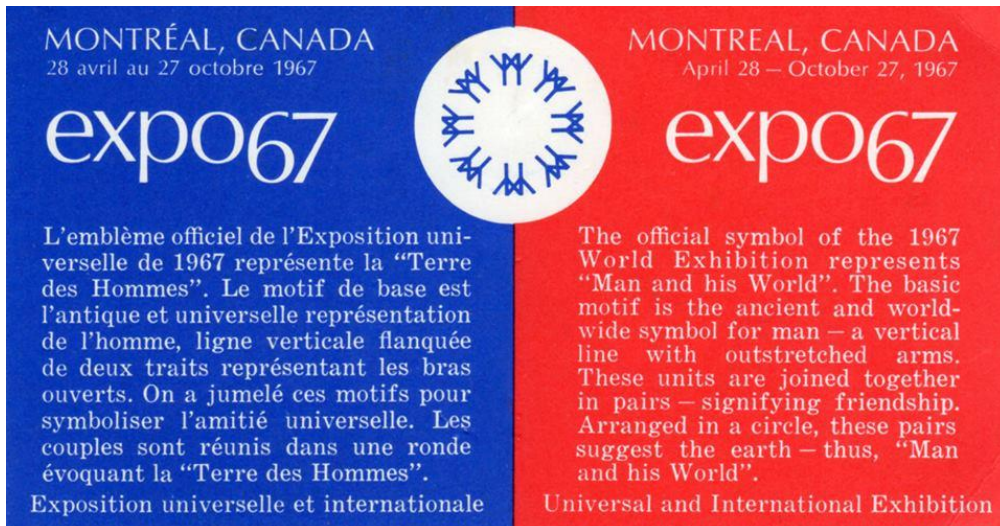 MONTRÉAL, CANADA
28 avril au 27 octobre 1967
expo67
L'emblème officiel de l'Exposition uni-
verselle de 1967 représente la "Terre
des Hommes". Le motif de base est
l'antique et universelle représentation
de l'homme, ligne verticale flanquée
de deux traits représentant les bras
ouverts. On a jumelé ces motifs pour
symboliser l'amitié universelle. Les
couples sont réunis dans une ronde
évoquant la "Terre des Hommes".
Exposition universelle et internationale
MONTREAL, CANADA
April 28 – October 27, 1967
expo67
The official symbol of the 1967
World Exhibition represents
"Man and his World". The basic
motif is the ancient and world-
wide symbol for man – a vertical
line with outstretched arms.
These units are joined together
in pairs – signifying friendship.
Arranged in a circle, these pairs
suggest the earth – thus, "Man
and his World".
Universal and International Exhibition